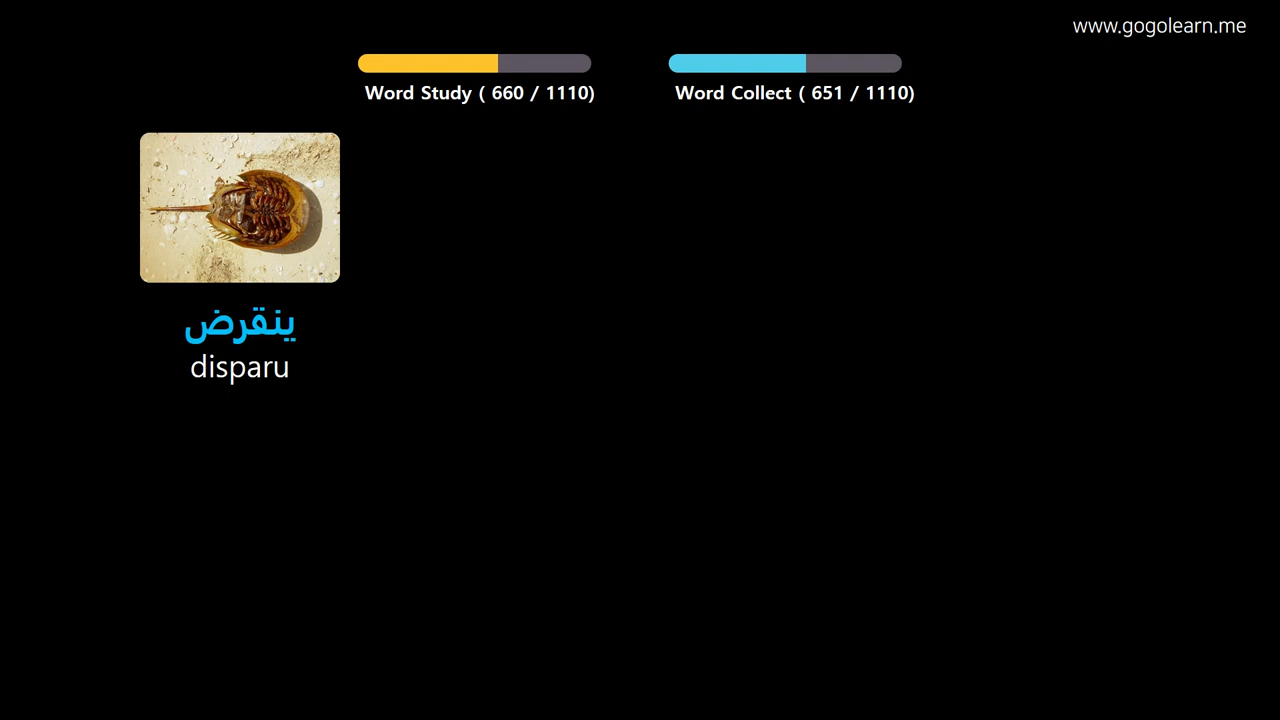 www.gogolearn.me
Word Study ( 660 / 1110)
Word Collect ( 651 / 1110)
ينقرض
disparu